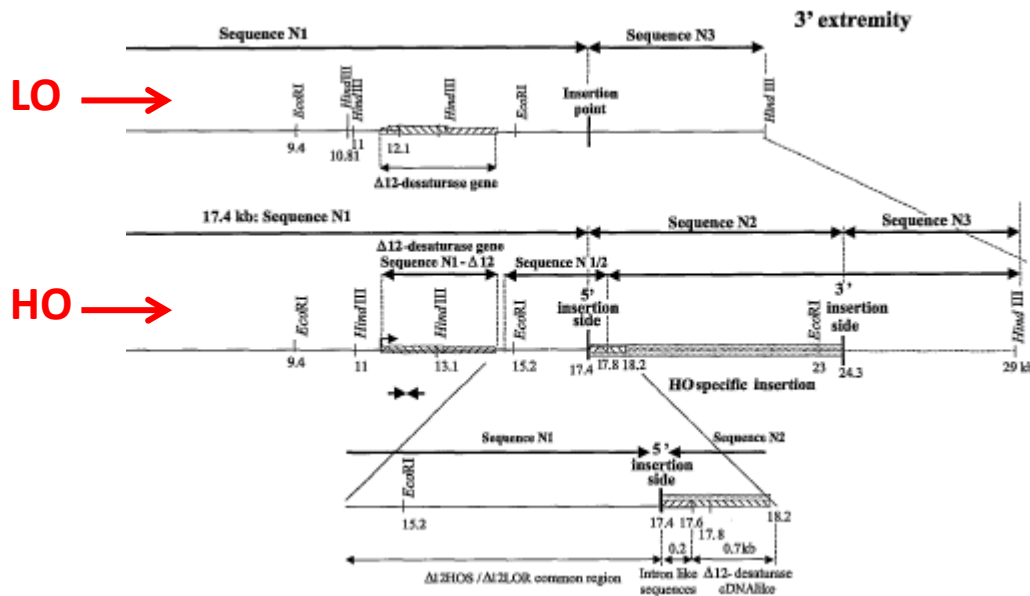 3' extremity
Sequence N1
Sequence N3
LO
EcoRI
HindIII
HindIII
HindIII
EcoRI
Insertion
point
Hind III
9.4
10.81
11
12.1
Δ12-desaturase gene
17.4 kb: Sequence N1
Sequence N2
Sequence N3
Δ12-desaturase gene
Sequence N1 - Δ12
Sequence N 1/2
HO
EcoRI
HindIII
HindIII
EcoRI
5'
insertion
side
EcoRI
3'
insertion
side
Hind III
9.4
11
13.1
15.2
17.4
17.8
18.2
23
24.3
29 kb
HO specific insertion
Sequence N1
5'
insertion
side
Sequence N2
EcoRI
15.2
17.4
17.6
17.8
18.2
0.2
0.7kb
Δ12HOS / Δ12LOR common region
Intron like
sequences
Δ12- desaturase
cDNAlike